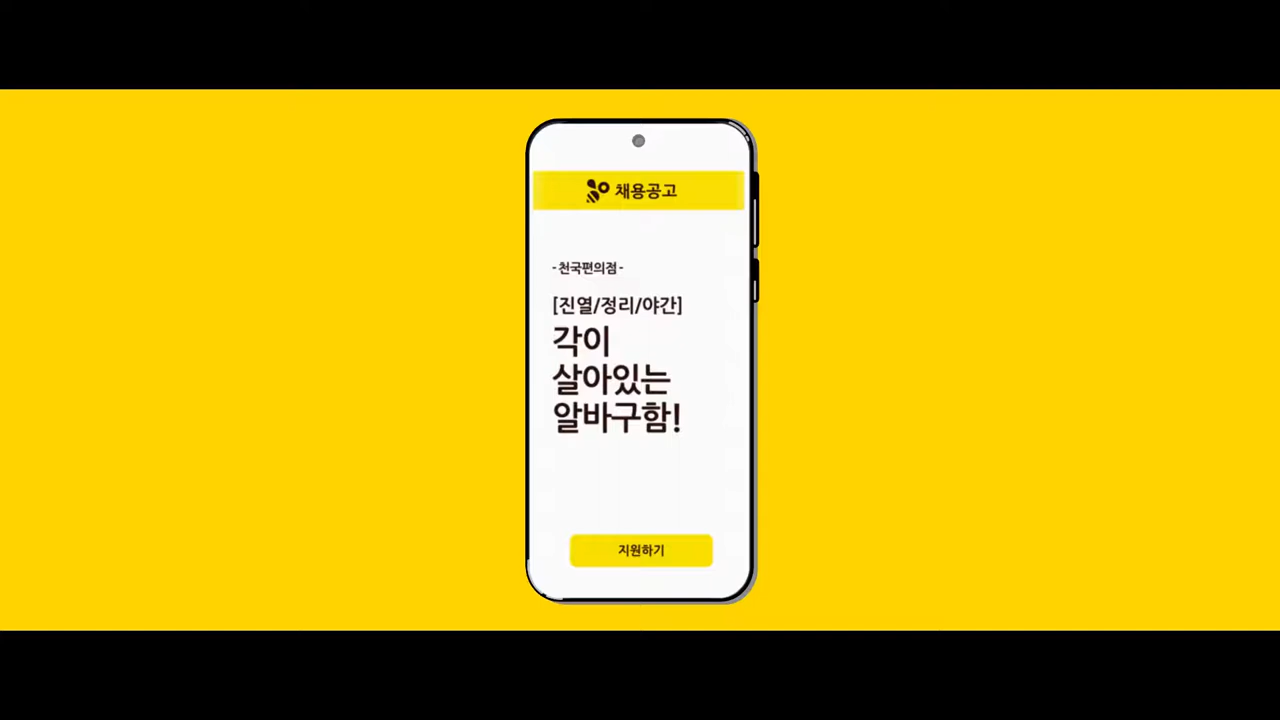 채용공고
- 천국편의점 -
[진열/정리/야간]
각이
살아있는
알바구함!
지원하기